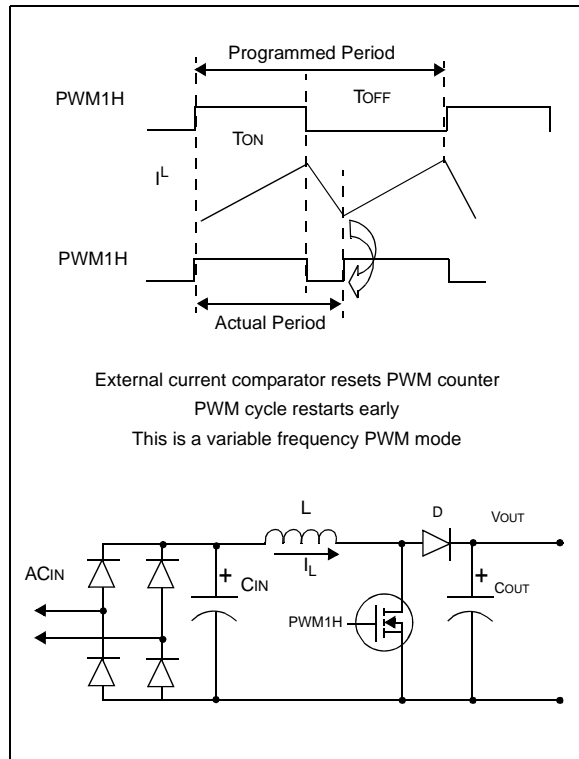 Programmed Period
PWM1H
TOFF
TON
IL
PWM1H
Actual Period
External current comparator resets PWM counter
PWM cycle restarts early
This is a variable frequency PWM mode
L
D
VOUT
ACIN
+
CIN
IL
+
COUT
PWM1H